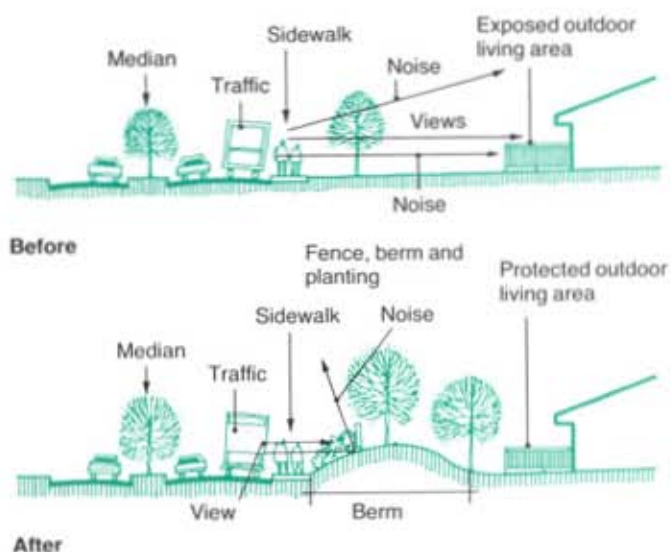 Sidewalk
Exposed outdoor
living area
Median
Noise
Traffic
Views
Noise
Before
Fence, berm and
planting
Protected outdoor
living area
Sidewalk
Noise
Median
Traffic
View
Berm
After